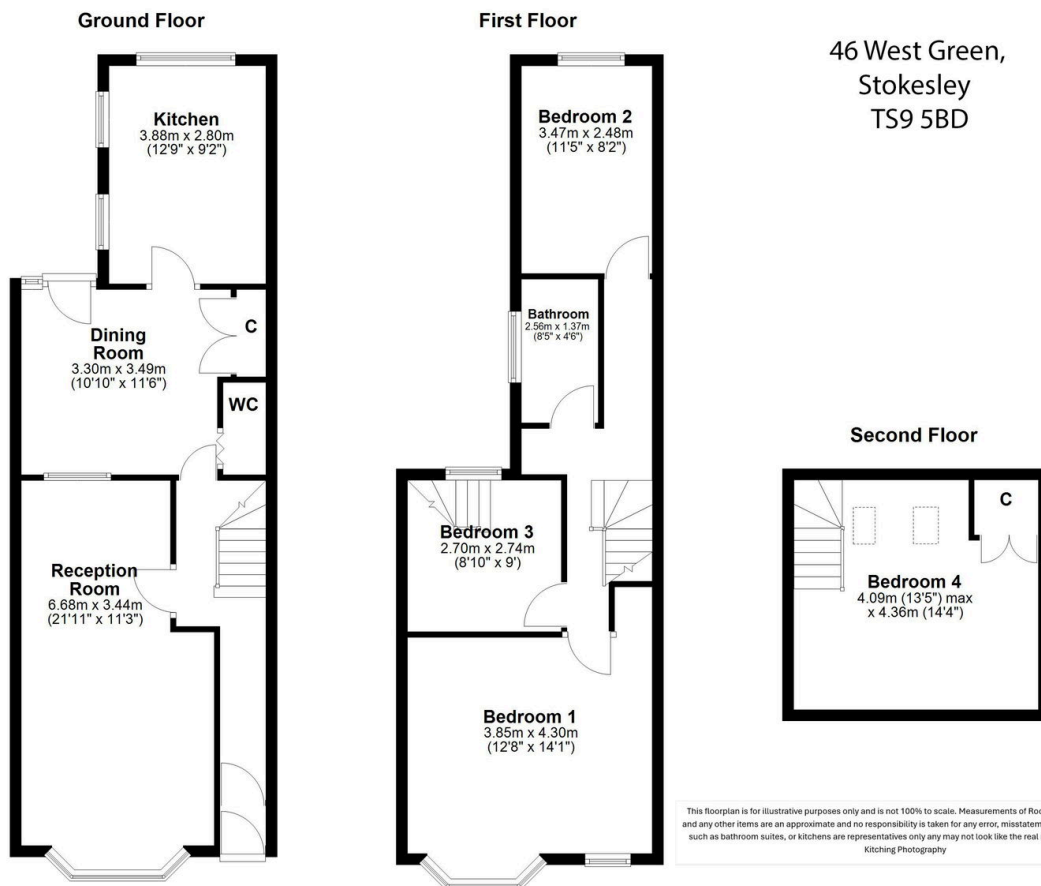 Ground Floor
First Floor
46 West Green,
Stokesley
TS9 5BD
Kitchen
3.88m x 2.80m
(12'9" x 9'2")
Dining
Room
3.30m x 3.49m
(10'10" x 11'6")
C
WC
Reception
Room
6.68m x 3.44m
(21'11" x 11'3")
Bedroom 2
3.47m x 2.48m
(11'5" x 8'2")
Bathroom
2.56m x 1.37m
(8'5" x 4'6")
Bedroom 3
2.70m x 2.74m
(8'10" x 9')
Bedroom 1
3.85m x 4.30m
(12'8" x 14'1")
Second Floor
C
Bedroom 4
4.09m (13'5") max
x 4.36m (14'4")
This floorplan is for illustrative purposes only and is not 100% to scale. Measurements of
and any other items are an approximate and no responsibility is taken for any error,
such as bathroom suites, or kitchens are representatives only any may not look like the real
Kitching Photography